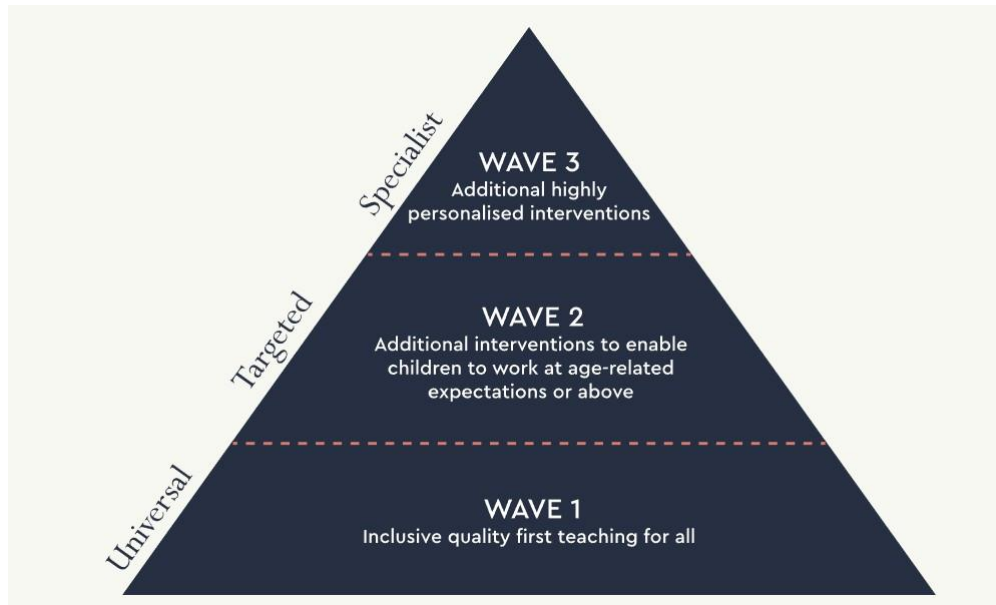 Specialist
WAVE 3
Additional highly
personalised interventions
Targeted
WAVE 2
Additional interventions to enable
children to work at age-related
expectations or above
Universal
WAVE 1
Inclusive quality first teaching for all